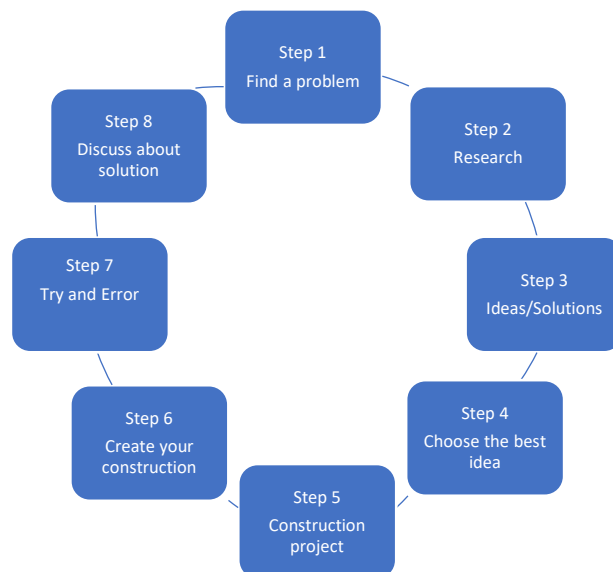 Step 1
Find a problem
Step 2
Research
Step 3
Ideas/Solutions
Step 4
Choose the best
idea
Step 5
Construction
project
Step 6
Create your
construction
Step 7
Try and Error
Step 8
Discuss about
solution